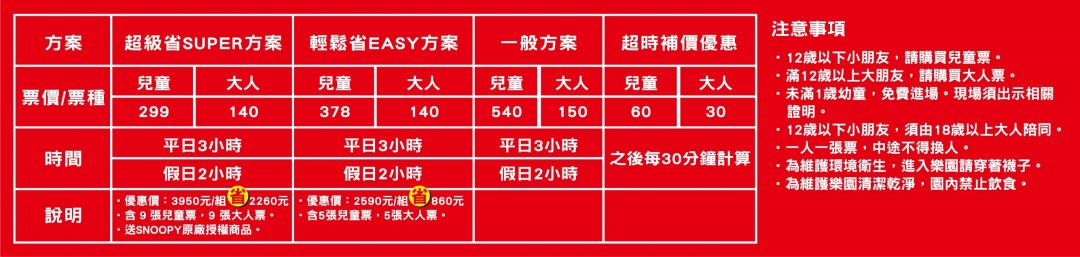 方案 超級省SUPER方案 輕鬆省EASY方案 一般方案 超時補價優惠
票價/票種 兒童 大人 兒童 大人 兒童 大人 兒童 大人
299 140 378 140 540 150 60 30
時間 平日3小時 平日3小時 平日3小時 之後每30分鐘計算
假日2小時 假日2小時 假日2小時
說明 ・優惠價：3950元/組 省2260元 ・優惠價：2590元/組 省860元
・含 9 張兒童票，9 張大人票。 ・含5張兒童票，5張大人票。
・送SNOOPY原廠授權商品。
注意事項
・12歲以下小朋友，請購買兒童票。
・滿12歲以上大朋友，請購買大人票。
・未滿1歲幼童，免費進場。現場須出示相關
證明。
・12歲以下小朋友，須由18歲以上大人陪同。
・一人一張票，中途不得換人。
・為維護環境衛生，進入樂園請穿著襪子。
・為維護樂園清潔乾淨，園內禁止飲食。